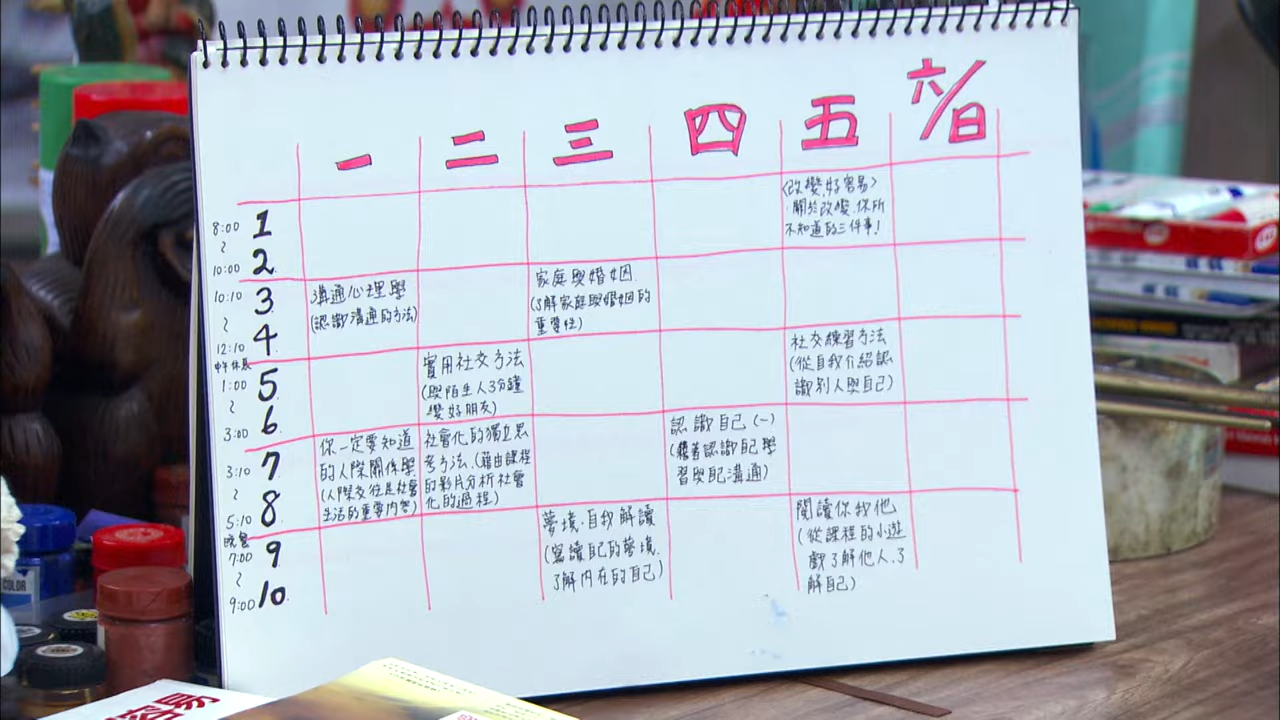 一 二 三 四 五 六/日
8:00
≀
10:00
1
2
<改變,好容易>
關於改變,你所
不知道的三件事!
10:10
≀
12:10
3
4
溝通心理學
(認識溝通的方法)
家庭與婚姻
(了解家庭與婚姻的
重要性)
中午休息
1:00
≀
3:00
5
6
實用社交方法
(與陌生人3分鐘
變好朋友)
社交練習方法
(從自我介紹認
識別人與自己)
3:10
≀
5:10
7
8
你一定要知道
的人際關係學
(人際交往是社會
生活的重要內容)
社會化的獨立思
考方法.(藉由課程
的影片分析社會
化的過程)
認識自己(一)
(藉著認識自己學
習與自己溝通)
晚餐
7:00
≀
9:00
9
10.
夢境.自我解讀
(寫讀自己的夢境.
了解內在的自己)
閱讀你我他
(從課程的小遊
戲了解他人.了
解自己)
COLOR